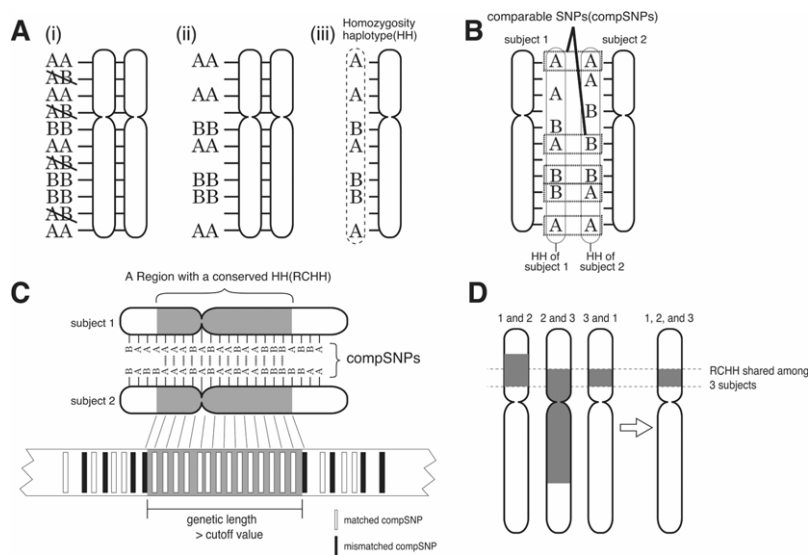 A
(i)
AA
AB
AA
AB
BB
AA
AB
BB
BB
AB
AA
(ii)
AA
AA
BB
AA
BB
BB
AA
(iii)
Homozygosity
haplotype(HH)
A
A
B
A
B
B
A
B
comparable SNPs(compSNPs)
subject 1
subject 2
A A
A
A
B
B
A B
B B
B A
A A
HH of
subject 1
HH of
subject 2
C
A Region with a conserved HH(RCHH)
subject 1
compSNPs
subject 2
genetic length
> cutoff value
matched compSNP
mismatched compSNP
D
1 and 2
2 and 3
3 and 1
1, 2, and 3
RCHH shared among
3 subjects